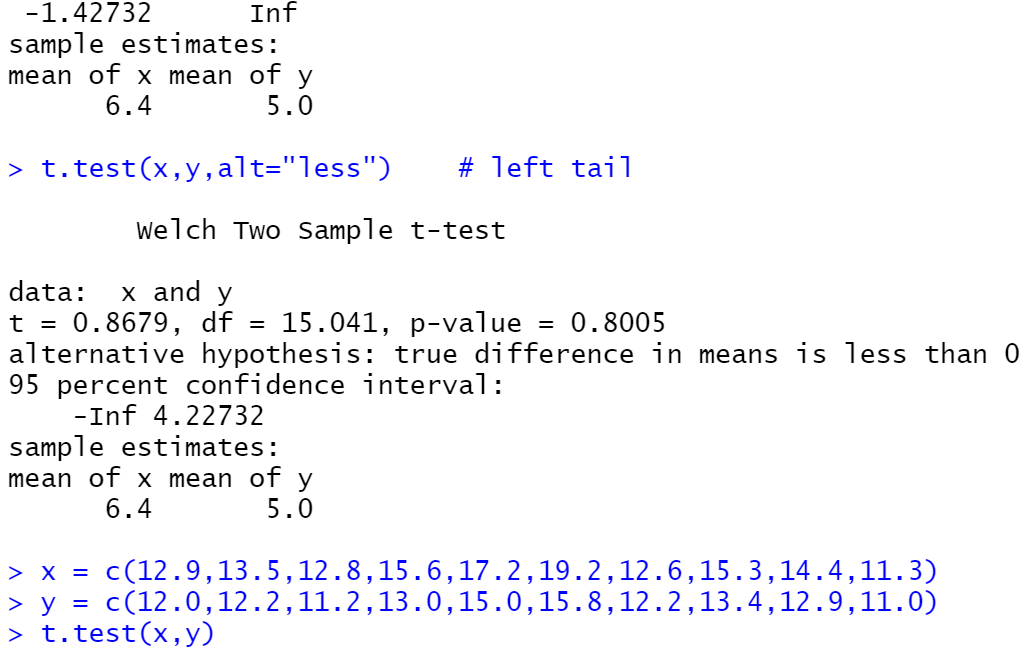 -1.42732      Inf
sample estimates:
mean of x mean of y
      6.4       5.0
> t.test(x,y,alt="less")    # left tail
        Welch Two Sample t-test
data:  x and y
t = 0.8679, df = 15.041, p-value = 0.8005
alternative hypothesis: true difference in means is less than 0
95 percent confidence interval:
    -Inf 4.22732
sample estimates:
mean of x mean of y
      6.4       5.0
> x = c(12.9,13.5,12.8,15.6,17.2,19.2,12.6,15.3,14.4,11.3)
> y = c(12.0,12.2,11.2,13.0,15.0,15.8,12.2,13.4,12.9,11.0)
> t.test(x,y)